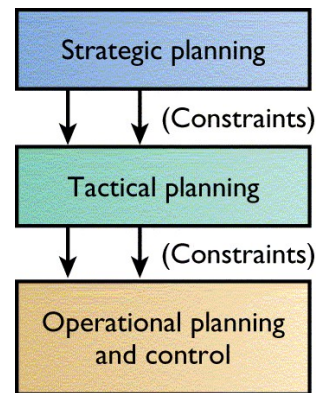 Strategic planning
(Constraints)
Tactical planning
(Constraints)
Operational planning
and control